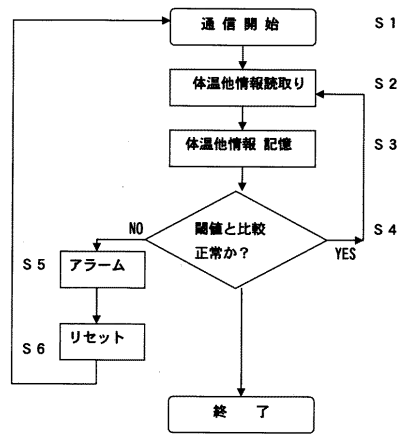 通 信 開 始
S1
体温他情報読取り
S2
体温他情報 記憶
S3
閾値と比較
正常か?
S4
NO
YES
S5
アラーム
S6
リセット
終 了